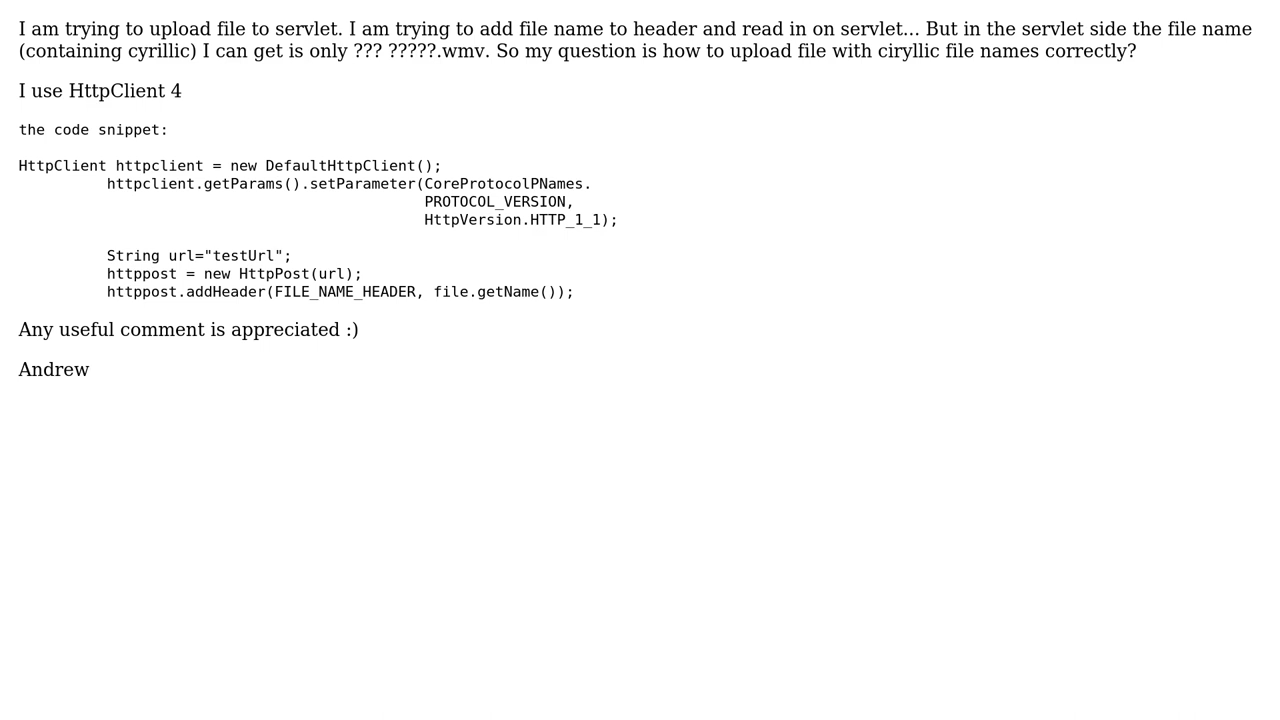 I am trying to upload file to servlet. I am trying to add file name to header and read in on servlet... But in the servlet side the file name
(containing cyrillic) I can get is only ??? ?????.wmv. So my question is how to upload file with ciryllic file names correctly?
I use HttpClient 4
the code snippet:
HttpClient httpclient = new DefaultHttpClient();
httpclient.getParams().setParameter(CoreProtocolPNames.
PROTOCOL_VERSION,
HttpVersion.HTTP_1_1);
String url="testUrl";
httppost = new HttpPost(url);
httppost.addHeader(FILE_NAME_HEADER, file.getName());
Any useful comment is appreciated :)
Andrew